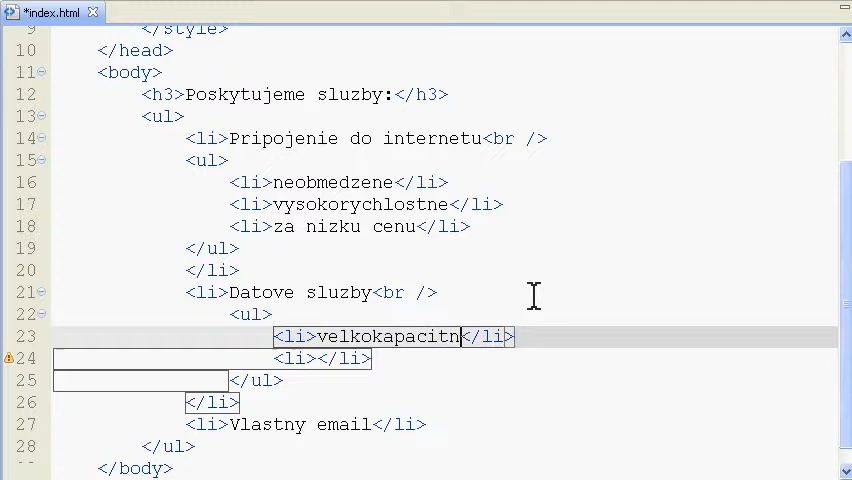 *index.html
9 </style>
10 </head>
11 <body>
12 <h3>Poskytujeme sluzby:</h3>
13 <ul>
14 <li>Pripojenie do internetu<br />
15 <ul>
16 <li>neobmedzene</li>
17 <li>vysokorychlostne</li>
18 <li>za nizku cenu</li>
19 </ul>
20 </li>
21 <li>Datove sluzby<br />
22 <ul>
23 <li>velkokapacitn</li>
24 <li></li>
25 </ul>
26 </li>
27 <li>Vlastny email</li>
28 </ul>
</body>